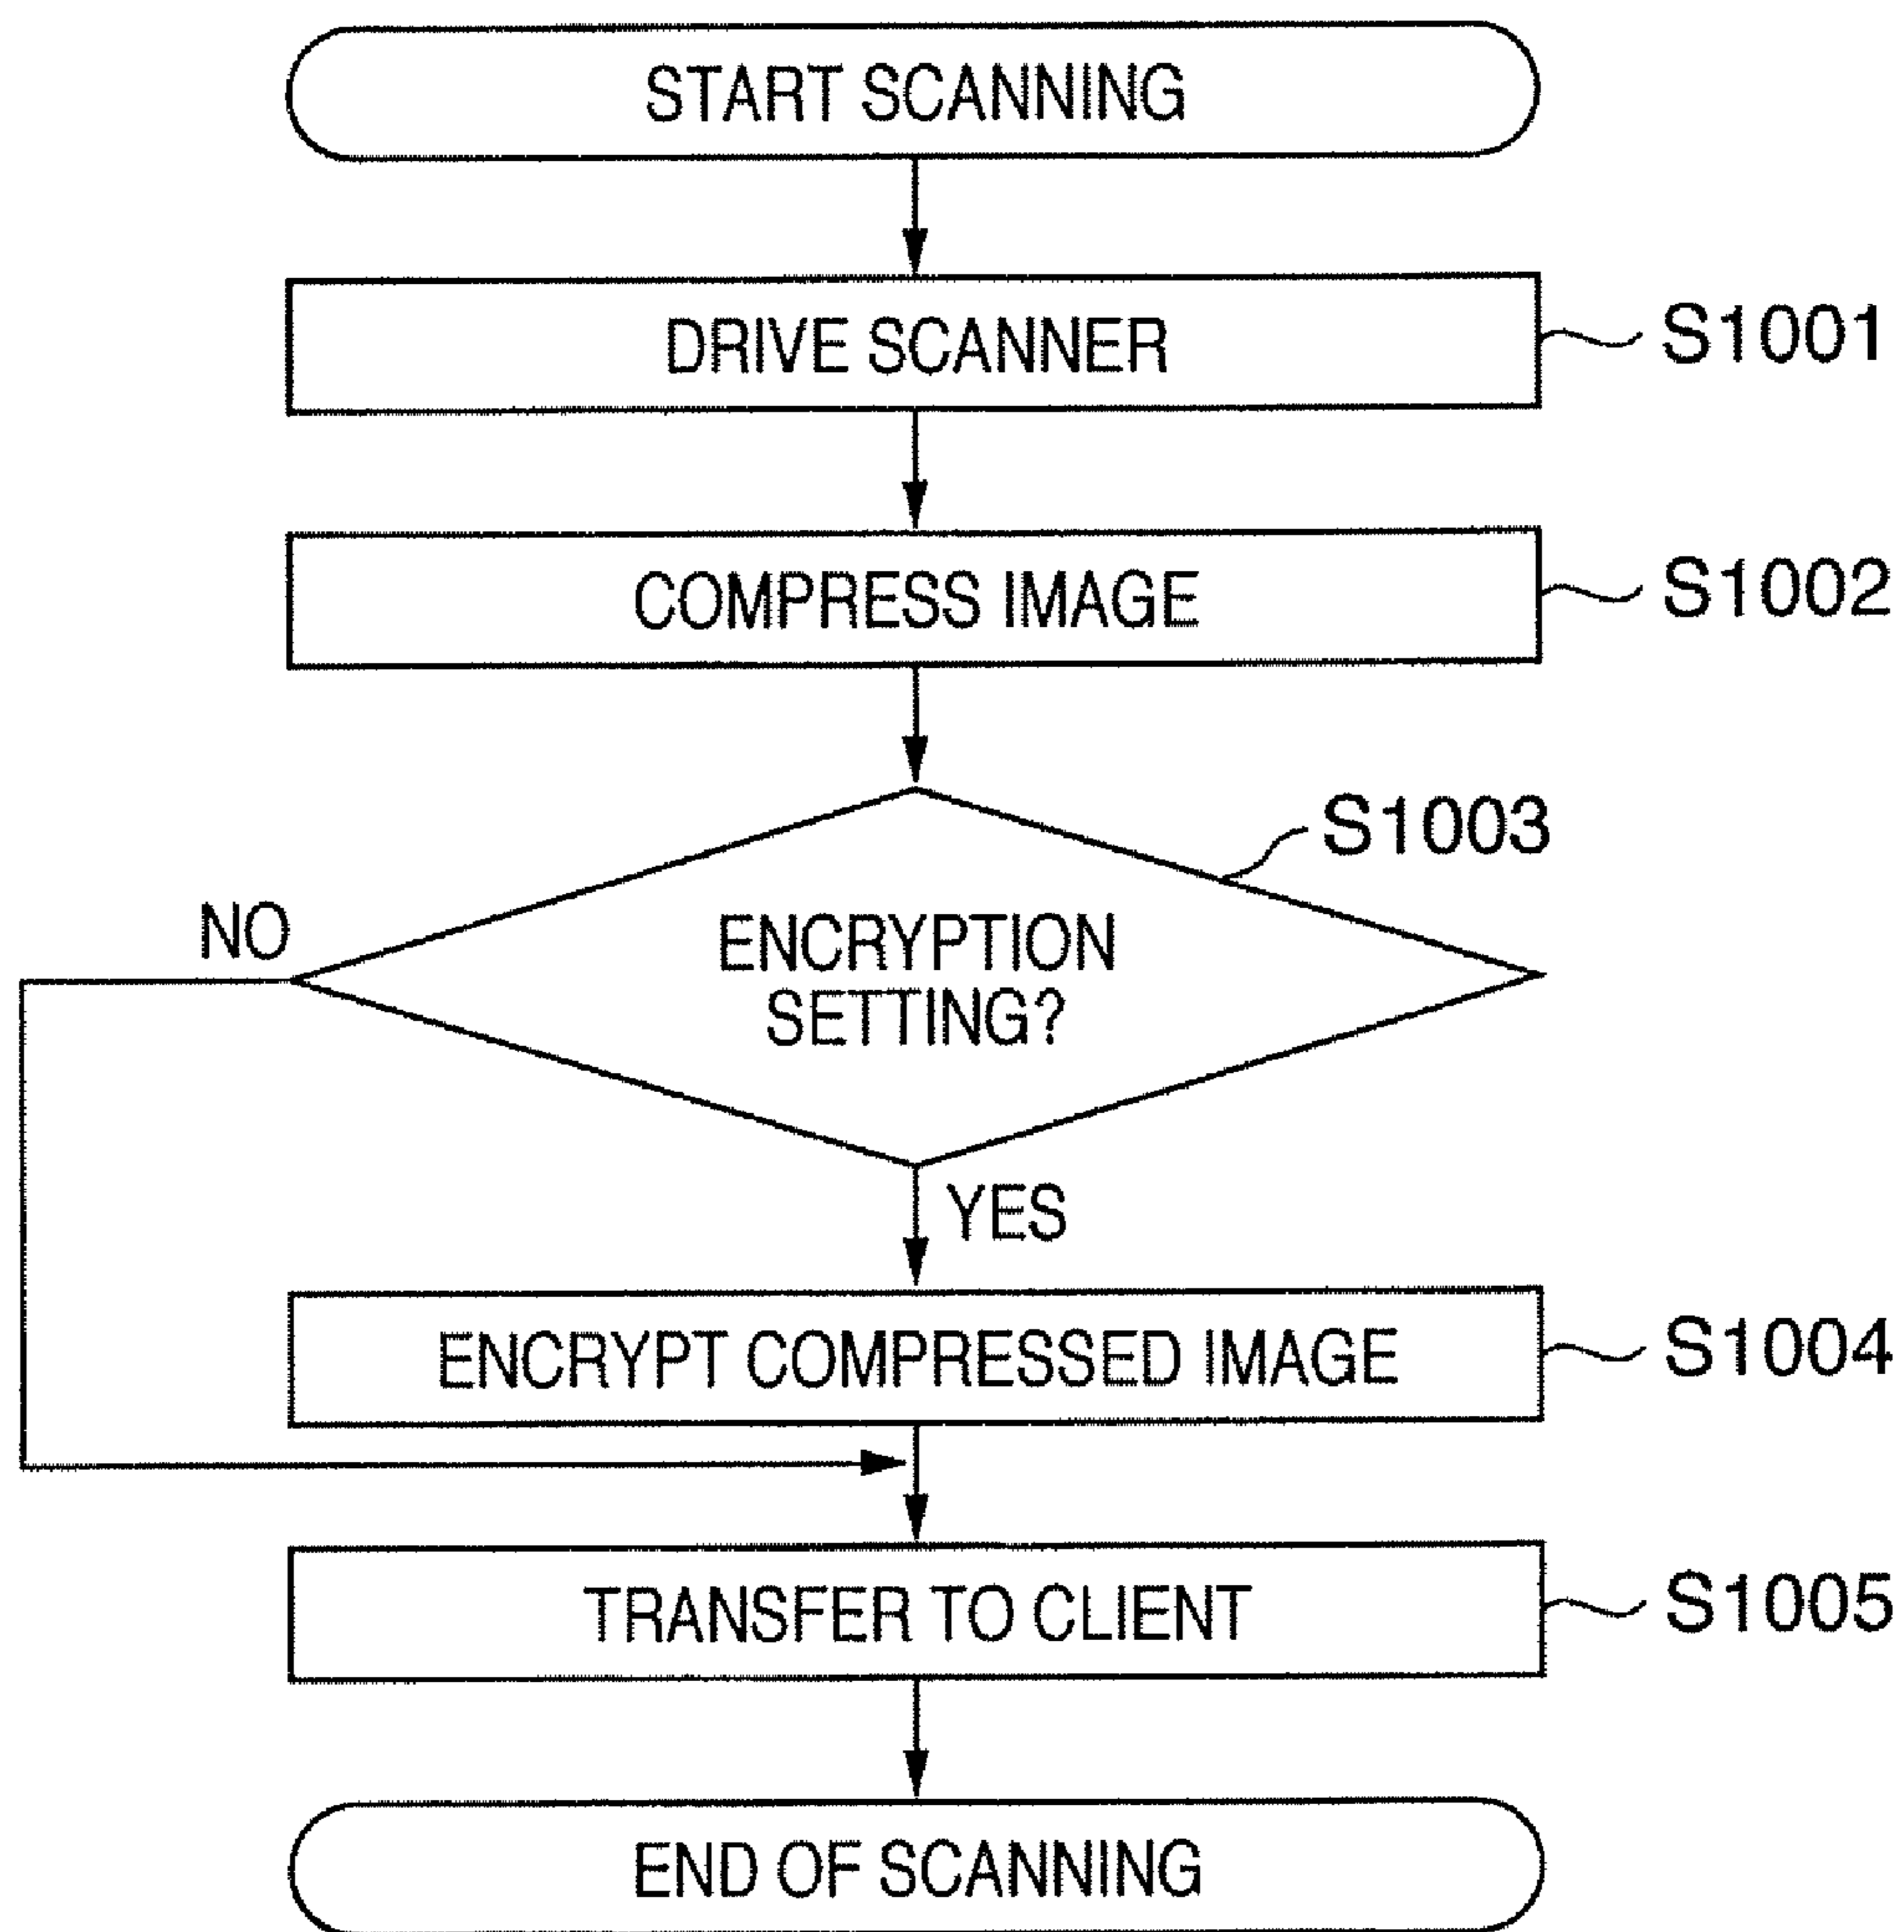 START SCANNING
DRIVE SCANNER
S1001
COMPRESS IMAGE
S1002
S1003
NO
ENCRYPTION
SETTING?
YES
ENCRYPT COMPRESSED IMAGE
S1004
TRANSFER TO CLIENT
S1005
END OF SCANNING